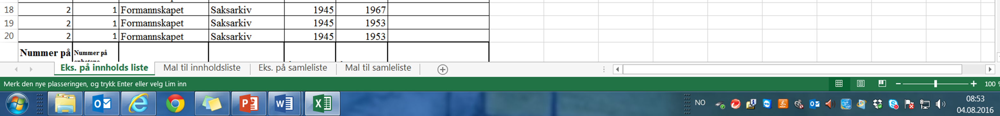 18 2 1 Formannskapet Saksarkiv 1945 1967
19 2 1 Formannskapet Saksarkiv 1945 1953
20 2 1 Formannskapet Saksarkiv 1945 1953
Nummer på Nummer på
Eks. på innholds liste Mal til innholdsliste Eks. på samleliste Mal til samleliste
Merk den nye plasseringen, og trykk Enter eller velg Lim inn 100 %
NO 08:53
04.08.2016